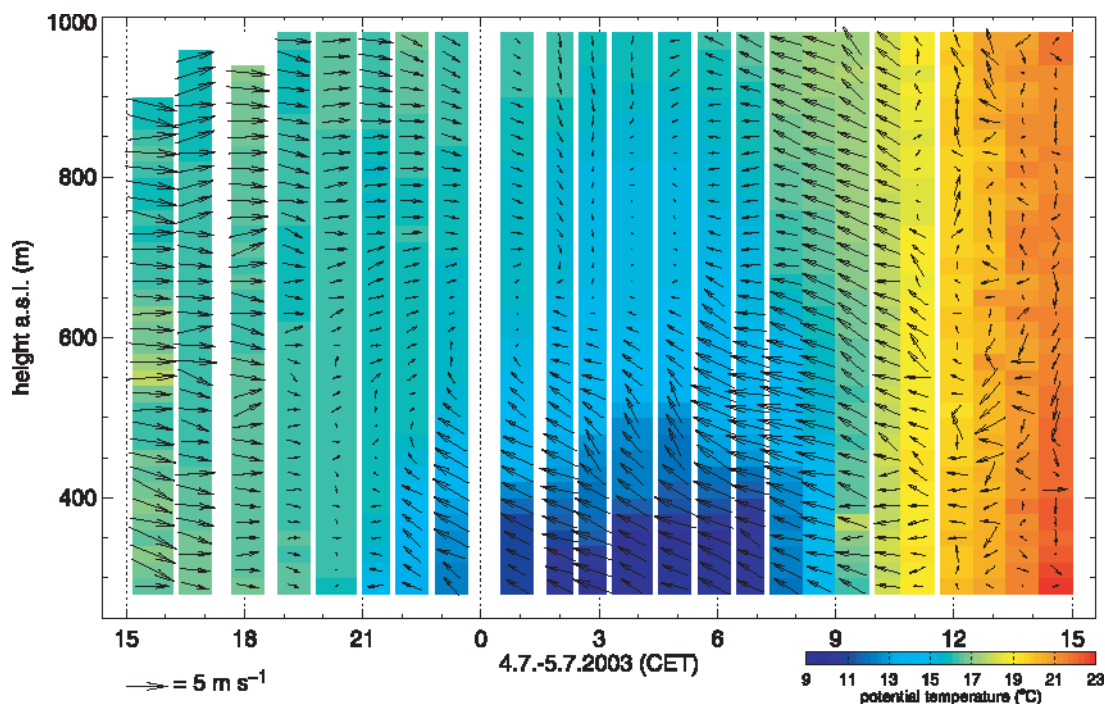 1000
800
600
400
height a.s.l. (m)
15 18 21 0 3 6 9 12 15
4.7.-5.7.2003 (CET)
= 5 m s⁻¹
9 11 13 15 17 19 21 23
potential temperature (°C)